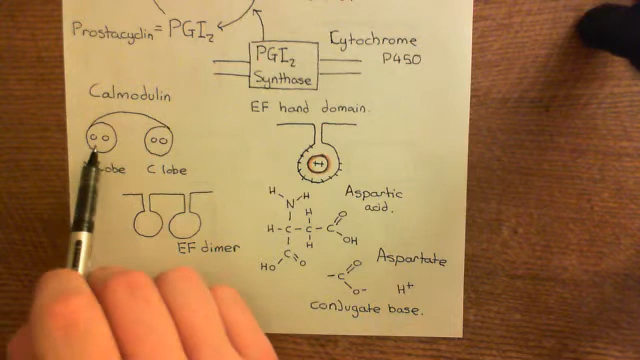 Prostacyclin = PGI2
PGI2
Synthase
Cytochrome
P450
Calmodulin
EF hand domain.
C lobe
EF dimer
Aspartic
acid.
H H
N
H
H - C - C - C
O
OH
H
C
O
HO
Aspartate
- C
O
O-
H+
Conjugate base.